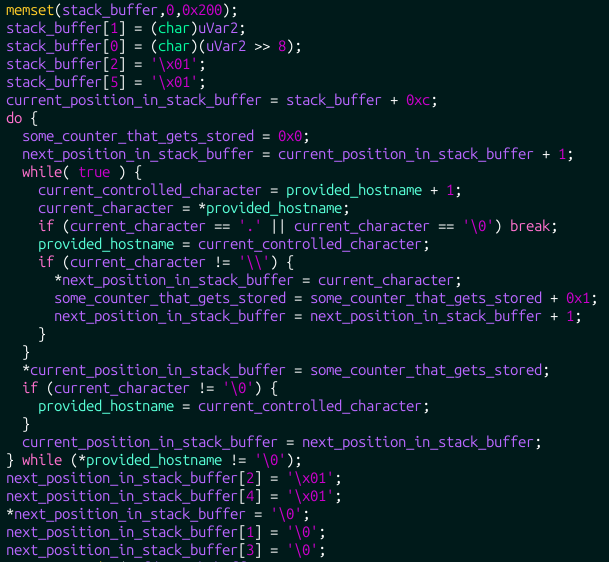 memset(stack_buffer,0,0x200);
stack_buffer[1] = (char)uVar2;
stack_buffer[0] = (char)(uVar2 >> 8);
stack_buffer[2] = '\x01';
stack_buffer[5] = '\x01';
current_position_in_stack_buffer = stack_buffer + 0xc;
do {
  some_counter_that_gets_stored = 0x0;
  next_position_in_stack_buffer = current_position_in_stack_buffer + 1;
  while( true ) {
    current_controlled_character = provided_hostname + 1;
    current_character = *provided_hostname;
    if (current_character == '.' || current_character == '\0') break;
    provided_hostname = current_controlled_character;
    if (current_character != '\\') {
      *next_position_in_stack_buffer = current_character;
      some_counter_that_gets_stored = some_counter_that_gets_stored + 0x1;
      next_position_in_stack_buffer = next_position_in_stack_buffer + 1;
    }
  }
  *current_position_in_stack_buffer = some_counter_that_gets_stored;
  if (current_character != '\0') {
    provided_hostname = current_controlled_character;
  }
  current_position_in_stack_buffer = next_position_in_stack_buffer;
} while (*provided_hostname != '\0');
next_position_in_stack_buffer[2] = '\x01';
next_position_in_stack_buffer[4] = '\x01';
*next_position_in_stack_buffer = '\0';
next_position_in_stack_buffer[1] = '\0';
next_position_in_stack_buffer[3] = '\0';